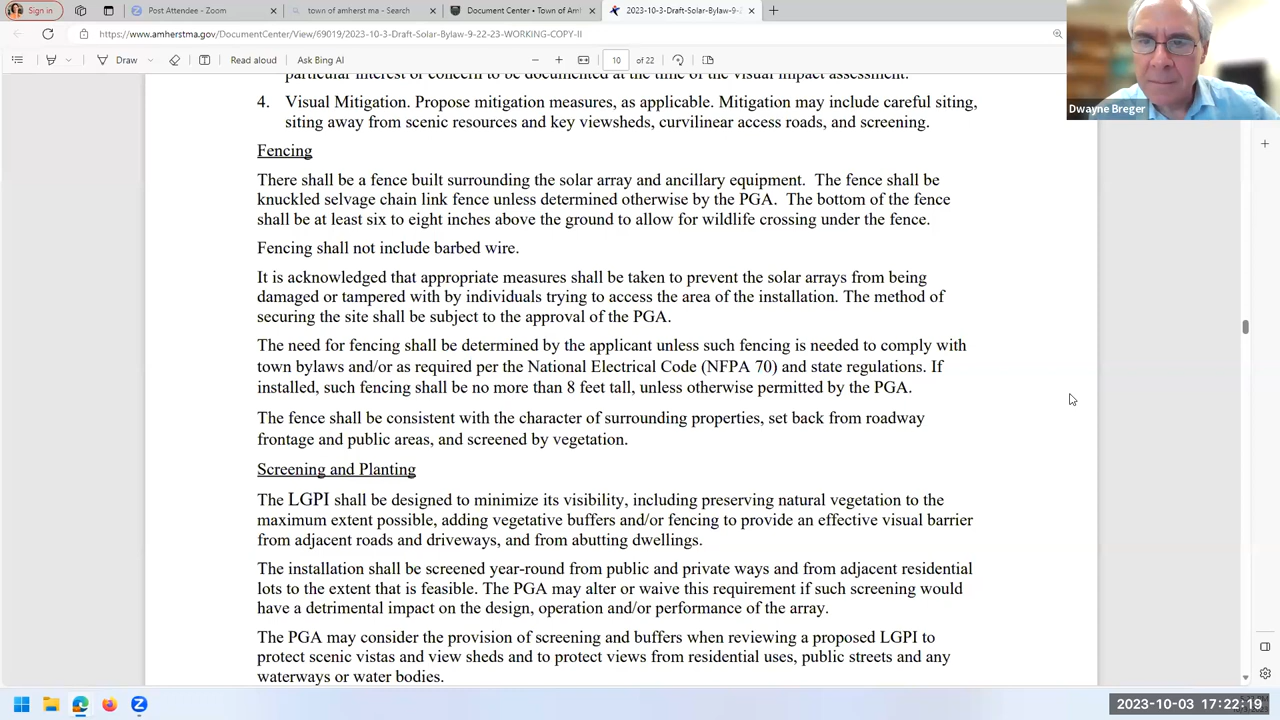 Sign in
Post Attendee - Zoom
town of amherst ma - Search
Document Center • Town of Am
2023-10-3-Draft-Solar-Bylaw-9-2
https://www.amherstma.gov/DocumentCenter/View/69019/2023-10-3-Draft-Solar-Bylaw-9-22-23-WORKING-COPY-II
Draw
Read aloud
Ask Bing AI
10
of 22
Dwayne Breger
particular interest or concern to be documented at the time of the visual impact assessment.
4. Visual Mitigation. Propose mitigation measures, as applicable. Mitigation may include careful siting,
siting away from scenic resources and key viewsheds, curvilinear access roads, and screening.
Fencing
There shall be a fence built surrounding the solar array and ancillary equipment. The fence shall be
knuckled selvage chain link fence unless determined otherwise by the PGA. The bottom of the fence
shall be at least six to eight inches above the ground to allow for wildlife crossing under the fence.
Fencing shall not include barbed wire.
It is acknowledged that appropriate measures shall be taken to prevent the solar arrays from being
damaged or tampered with by individuals trying to access the area of the installation. The method of
securing the site shall be subject to the approval of the PGA.
The need for fencing shall be determined by the applicant unless such fencing is needed to comply with
town bylaws and/or as required per the National Electrical Code (NFPA 70) and state regulations. If
installed, such fencing shall be no more than 8 feet tall, unless otherwise permitted by the PGA.
The fence shall be consistent with the character of surrounding properties, set back from roadway
frontage and public areas, and screened by vegetation.
Screening and Planting
The LGPI shall be designed to minimize its visibility, including preserving natural vegetation to the
maximum extent possible, adding vegetative buffers and/or fencing to provide an effective visual barrier
from adjacent roads and driveways, and from abutting dwellings.
The installation shall be screened year-round from public and private ways and from adjacent residential
lots to the extent that is feasible. The PGA may alter or waive this requirement if such screening would
have a detrimental impact on the design, operation and/or performance of the array.
The PGA may consider the provision of screening and buffers when reviewing a proposed LGPI to
protect scenic vistas and view sheds and to protect views from residential uses, public streets and any
waterways or water bodies.
2023-10-03 17:22:19